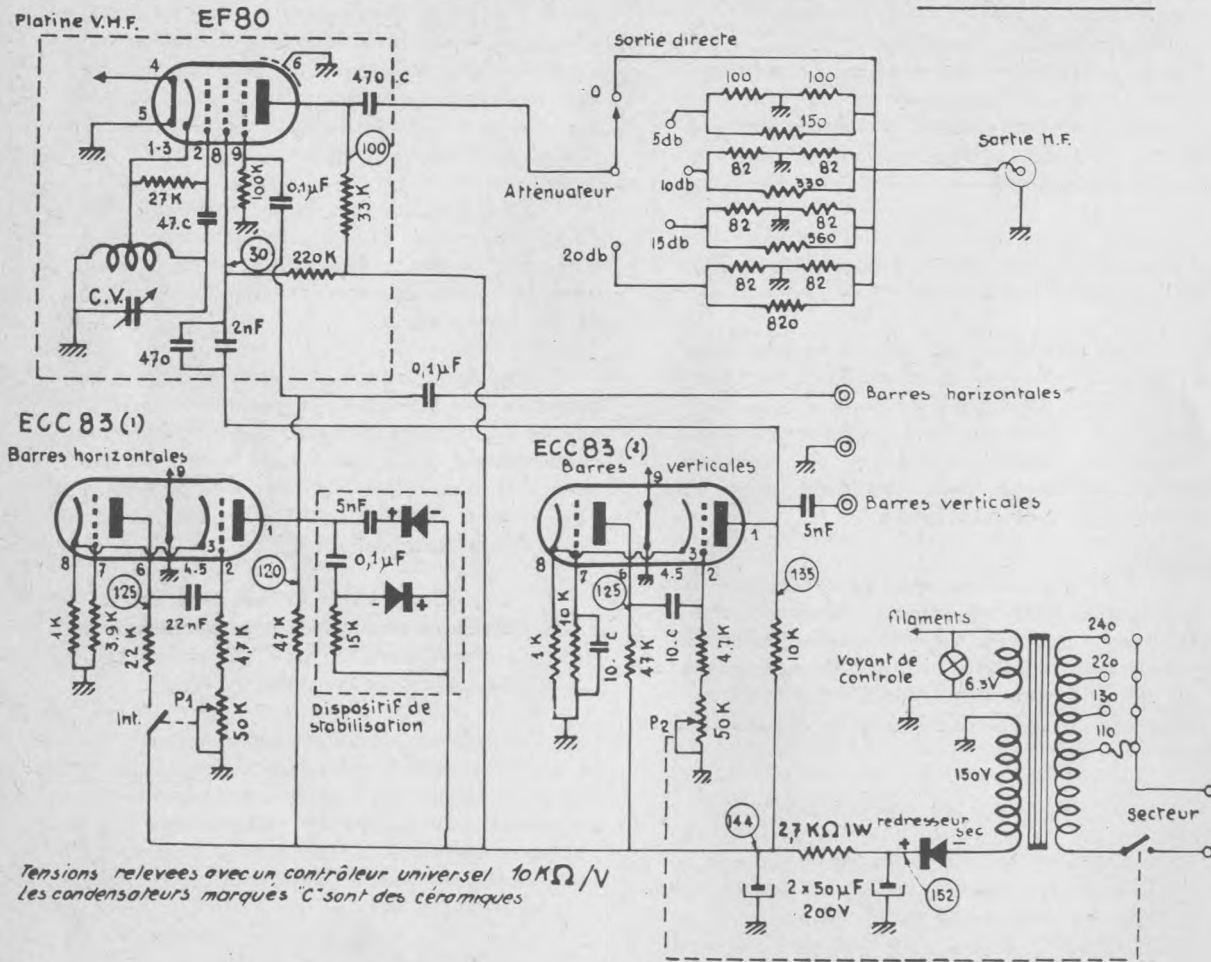 Platine V.H.F.
EF80
4
5
6
1-3
2
8
9
470 C
100
27K
47.C
100K
0,1µF
33K
30
220K
C.V.
470
2nF
Sortie directe
0
Atténuateur
5db
10db
15db
20db
100
100
150
82
82
330
82
82
560
82
82
820
Sortie H.F.
0,1µF
Barres horizontales
Barres verticales
5nF
ECC83 (1)
Barres horizontales
9
1
8
7
6
4.5
3
2
125
22nF
1K
3,9K
22K
4,7K
Int.
P1
50K
120
47K
5nF
+ -
0,1µF
- +
15K
Dispositif de
stabilisation
ECC83 (2)
Barres verticales
9
1
8
7
6
4.5
3
2
125
135
1K
10K
10.C
47K
10.C
4,7K
10K
P2
50K
filaments
Voyant de
controle
6.3V
150V
240
220
130
110
Secteur
144
2,7 KΩ 1W
redresseur
sec
+ -
2 x 50µF
200V
152
Tensions relevées avec un contrôleur universel 10KΩ/V
Les condensateurs marqués "C" sont des céramiques